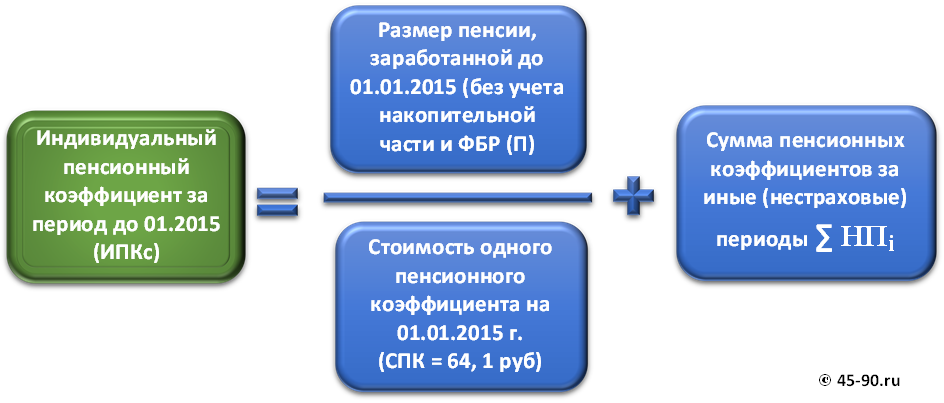 Индивидуальный
пенсионный
коэффициент за
период до 01.2015
(ИПКс)
=
Размер пенсии,
заработанной до
01.01.2015 (без учета
накопительной
части и ФБР (П)
Стоимость одного
пенсионного
коэффициента на
01.01.2015 г.
(СПК = 64, 1 руб)
+
Сумма пенсионных
коэффициентов за
иные (нестраховые)
периоды ∑ НПi
© 45-90.ru